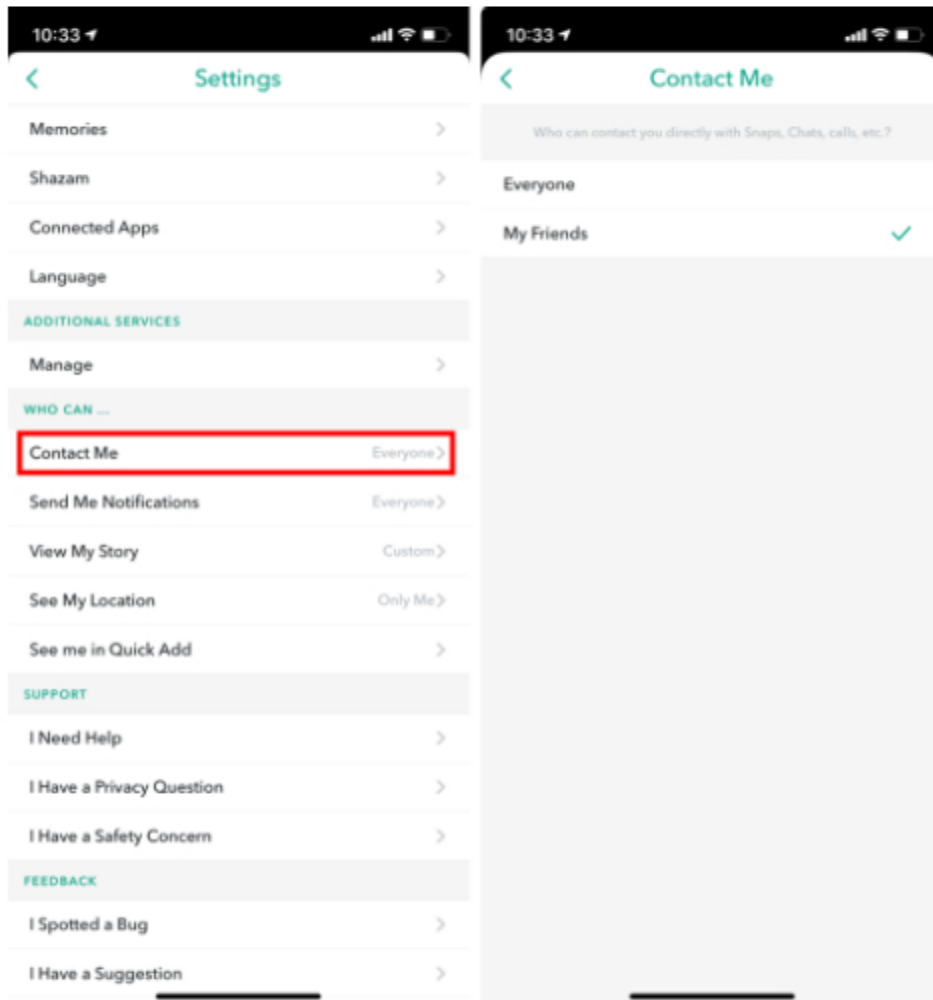 10:33
Settings
Memories
Shazam
Connected Apps
Language
ADDITIONAL SERVICES
Manage
WHO CAN ...
Contact Me Everyone
Send Me Notifications Everyone
View My Story Custom
See My Location Only Me
See me in Quick Add
SUPPORT
I Need Help
I Have a Privacy Question
I Have a Safety Concern
FEEDBACK
I Spotted a Bug
I Have a Suggestion
10:33
Contact Me
Who can contact you directly with Snaps, Chats, calls, etc.?
Everyone
My Friends